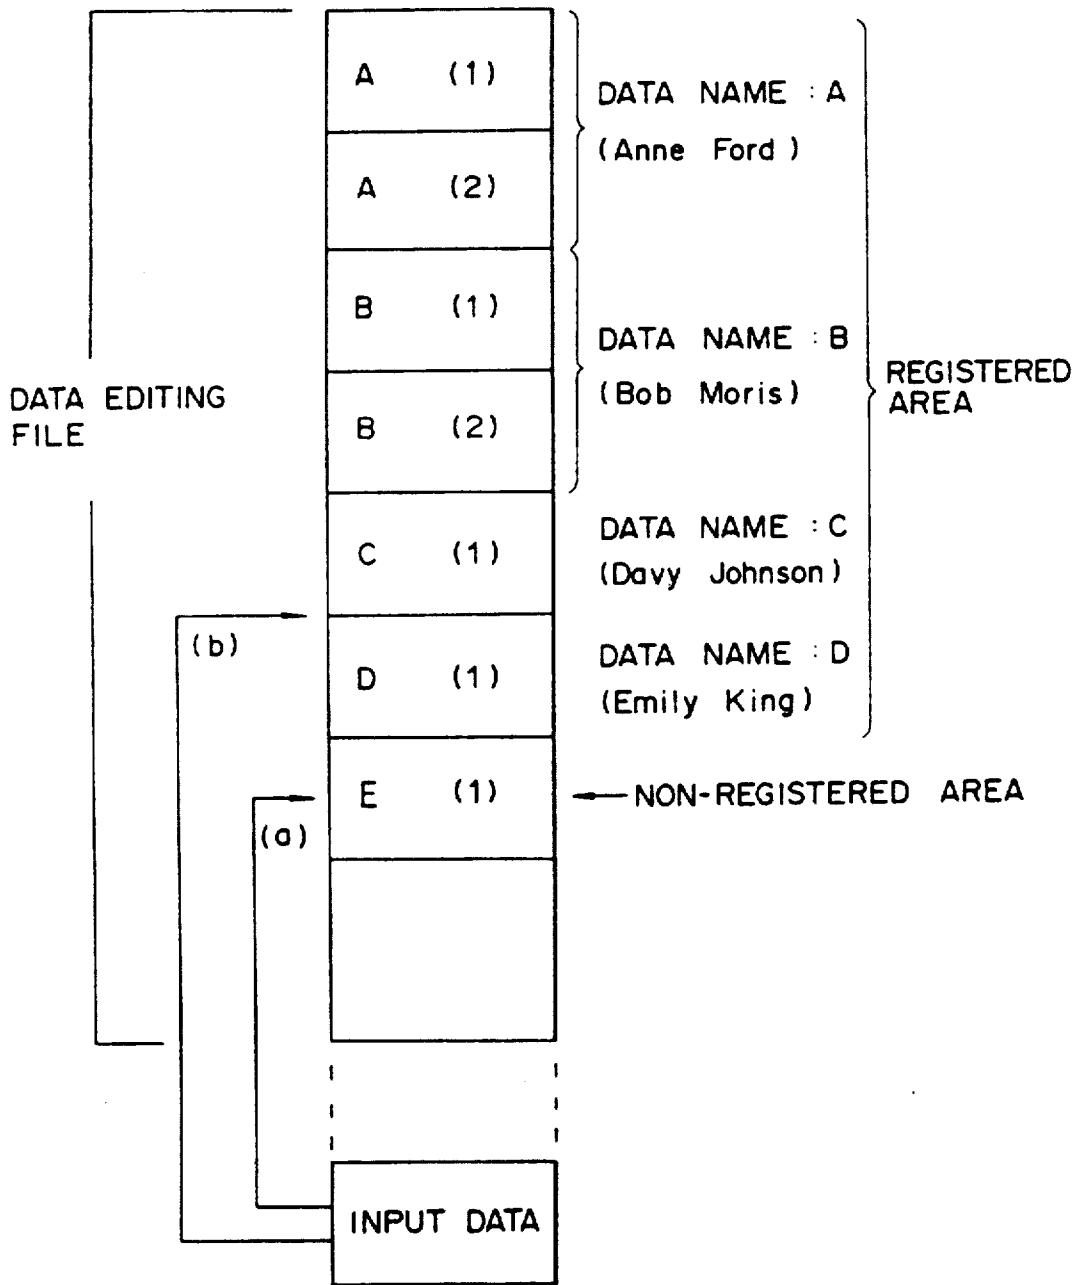 A (1)
DATA NAME : A
(Anne Ford)
A (2)
B (1)
DATA NAME : B
(Bob Moris)
REGISTERED
AREA
DATA EDITING
FILE
B (2)
C (1)
DATA NAME : C
(Davy Johnson)
(b)
D (1)
DATA NAME : D
(Emily King)
E (1)
NON-REGISTERED AREA
(a)
INPUT DATA